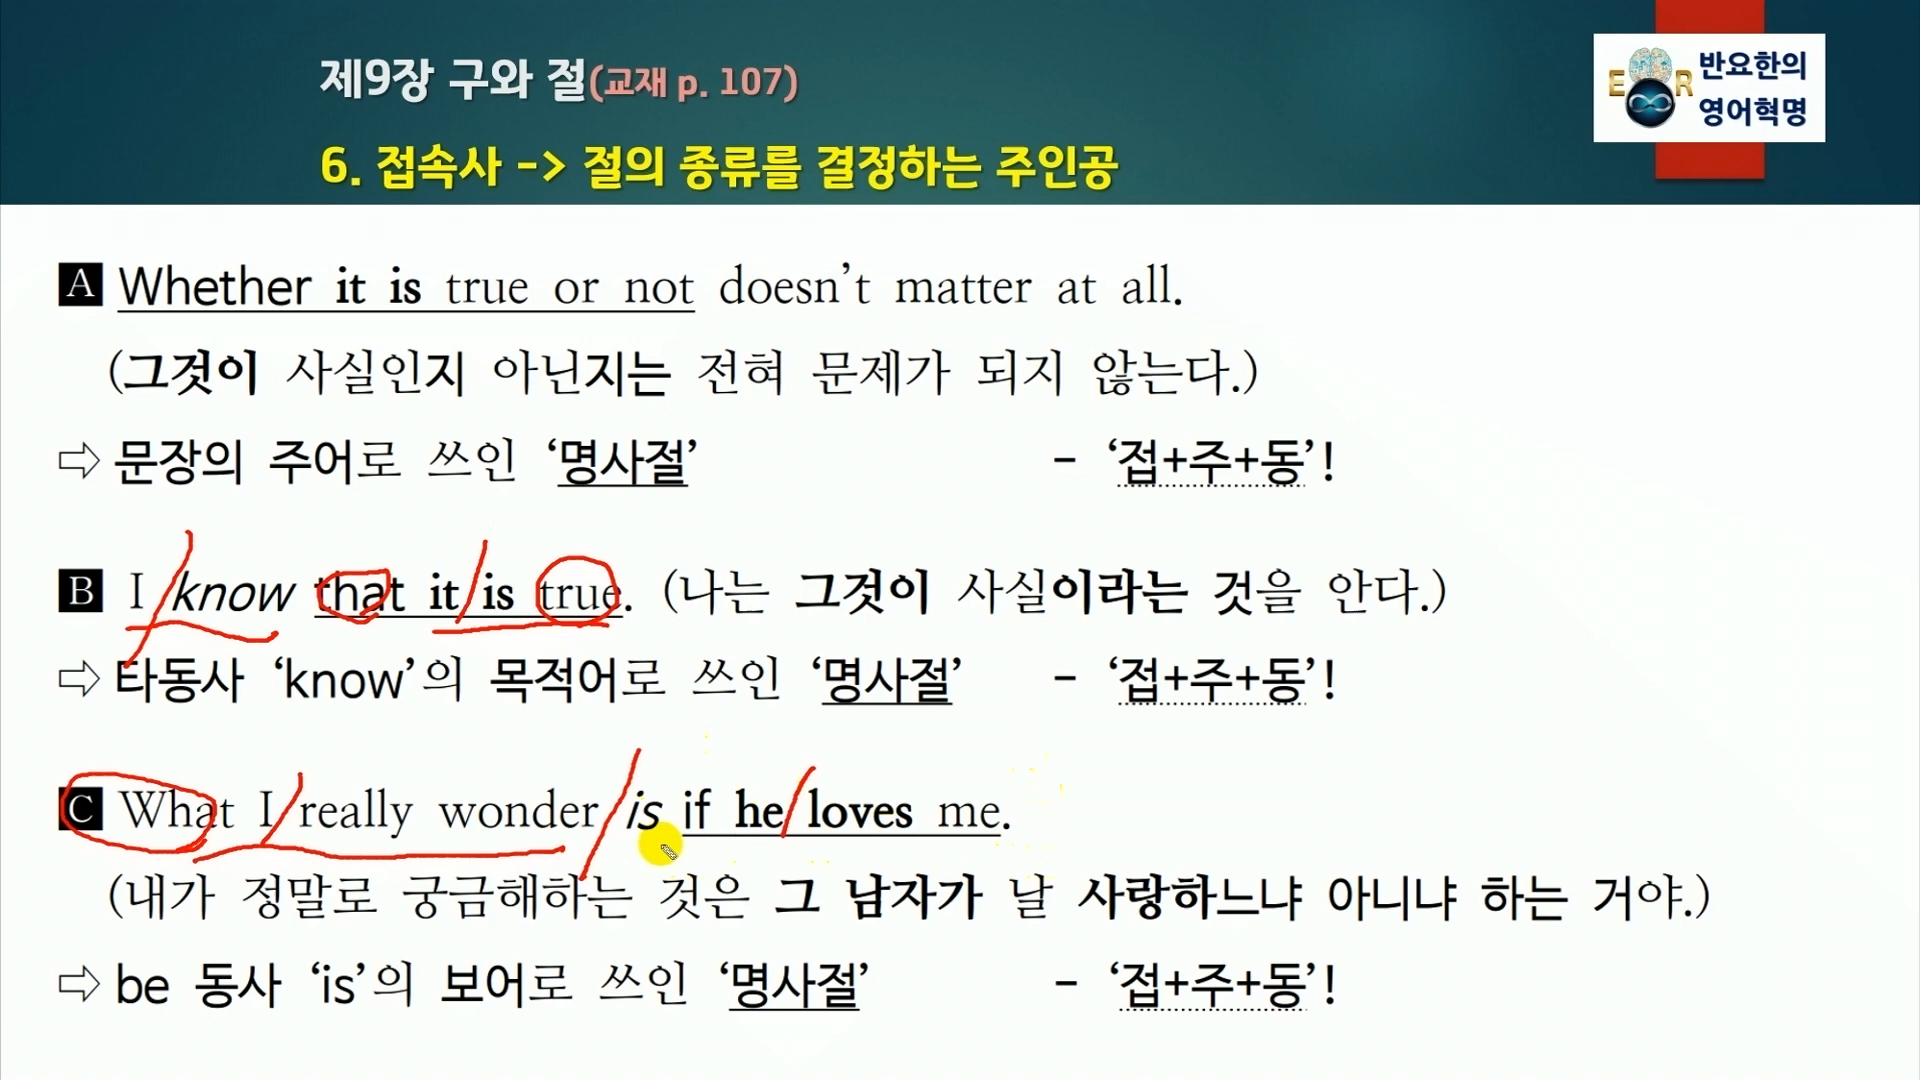 제9장 구와 절(교재 p. 107)
6. 접속사 -> 절의 종류를 결정하는 주인공
E R 반요한의
영어혁명
A Whether it is true or not doesn't matter at all.
(그것이 사실인지 아닌지는 전혀 문제가 되지 않는다.)
⇨ 문장의 주어로 쓰인 ‘명사절’ - ‘접+주+동’!
B I know that it is true. (나는 그것이 사실이라는 것을 안다.)
⇨ 타동사 ‘know’의 목적어로 쓰인 ‘명사절’ - ‘접+주+동’!
C What I really wonder is if he loves me.
(내가 정말로 궁금해하는 것은 그 남자가 날 사랑하느냐 아니냐 하는 거야.)
⇨ be 동사 ‘is’의 보어로 쓰인 ‘명사절’ - ‘접+주+동’!